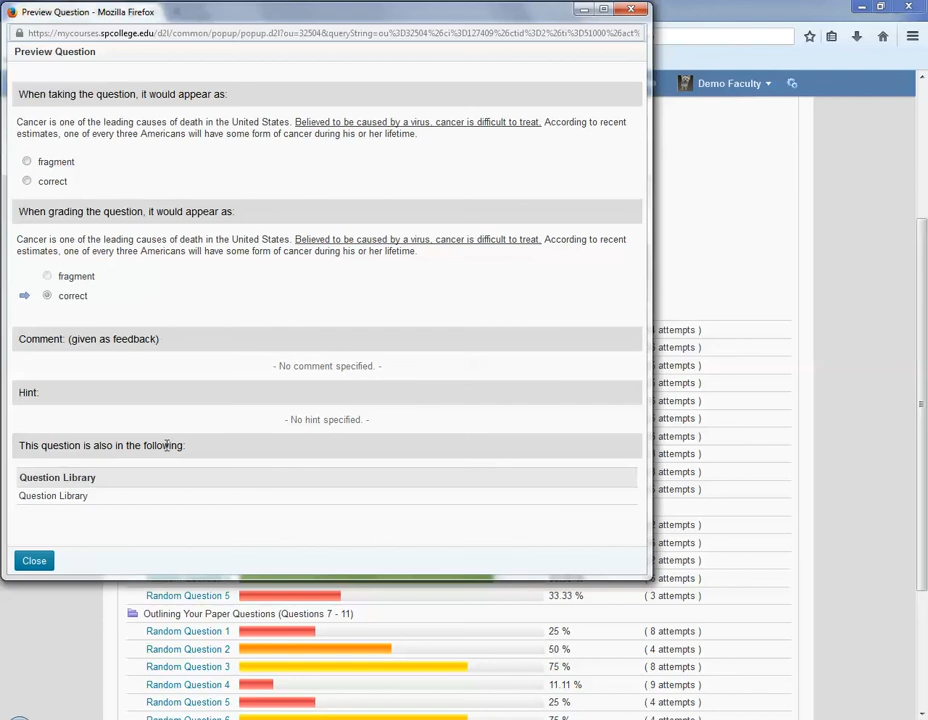 Preview Question - Mozilla Firefox
https://mycourses.spcollege.edu/d2l/common/popup/popup.d2l?ou=32504&queryString=ou%3D32504%26ci%3D127409%26ctid%3D2%26ti%3D51000%26act%
Preview Question
Demo Faculty
When taking the question, it would appear as:
Cancer is one of the leading causes of death in the United States. Believed to be caused by a virus, cancer is difficult to treat. According to recent
estimates, one of every three Americans will have some form of cancer during his or her lifetime.
fragment
correct
When grading the question, it would appear as:
Cancer is one of the leading causes of death in the United States. Believed to be caused by a virus, cancer is difficult to treat. According to recent
estimates, one of every three Americans will have some form of cancer during his or her lifetime.
fragment
correct
Comment: (given as feedback)
- No comment specified. -
Hint:
- No hint specified. -
This question is also in the following:
Question Library
Question Library
Close
attempts )
attempts )
attempts )
attempts )
attempts )
attempts )
attempts )
attempts )
attempts )
attempts )
attempts )
attempts )
attempts )
attempts )
Random Question 5 33.33 % ( 3 attempts )
Outlining Your Paper Questions (Questions 7 - 11)
Random Question 1 25 % ( 8 attempts )
Random Question 2 50 % ( 4 attempts )
Random Question 3 75 % ( 8 attempts )
Random Question 4 11.11 % ( 9 attempts )
Random Question 5 25 % ( 4 attempts )
Random Question 6 75 % ( 4 attempts )